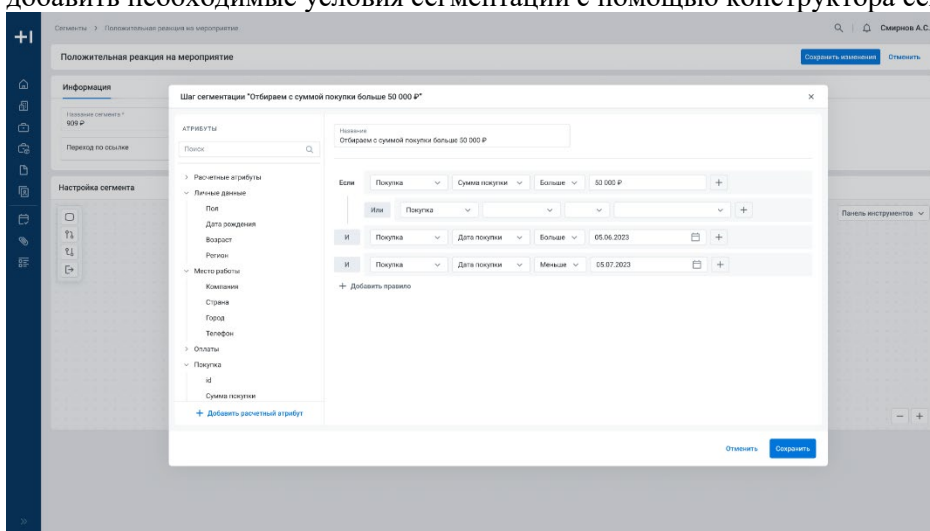 добавить необходимые условия сегментации с помощью конструктора се
Сегменты > Положительная реакция на мероприятие
Смирнов А.С.
Положительная реакция на мероприятие
Сохранить изменения Отменить
Информация
Название сегмента *
909 ₽
Переход по ссылке
Настройка сегмента
Панель инструментов
Шаг сегментации "Отбираем с суммой покупки больше 50 000 ₽"
АТРИБУТЫ
Поиск
Расчетные атрибуты
Личные данные
Пол
Дата рождения
Возраст
Регион
Место работы
Компания
Страна
Город
Телефон
Оплаты
Покупка
id
Сумма покупки
+ Добавить расчетный атрибут
Название
Отбираем с суммой покупки больше 50 000 ₽
Если Покупка Сумма покупки Больше 50 000 ₽ +
Или Покупка +
И Покупка Дата покупки Больше 05.06.2023 +
И Покупка Дата покупки Меньше 05.07.2023 +
+ Добавить правило
Отменить Сохранить